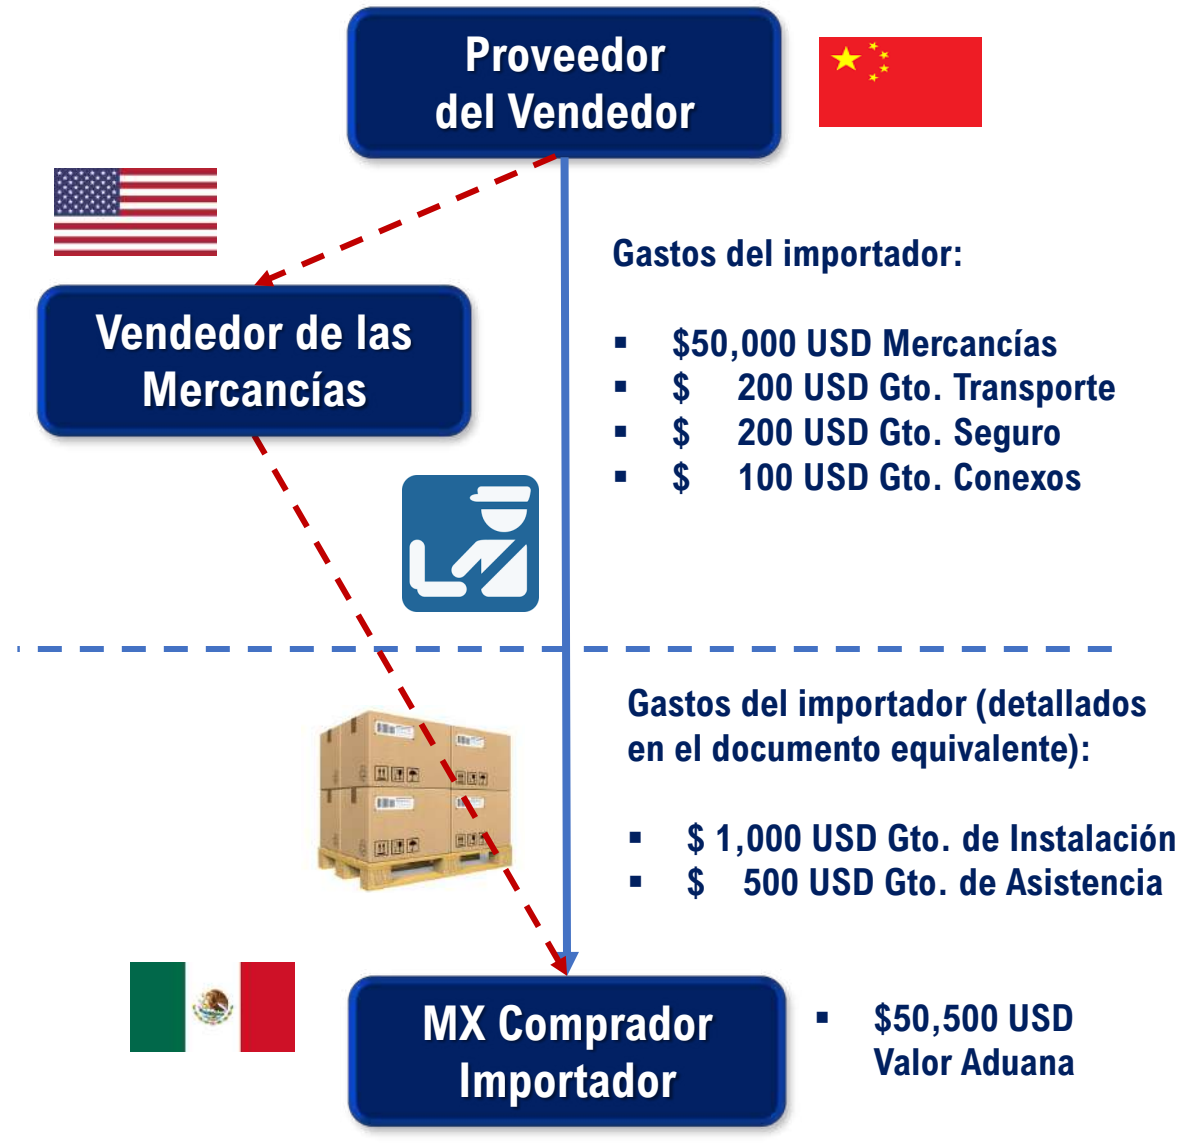 Proveedor
del Vendedor
Vendedor de las
Mercancías
Gastos del importador:
▪ $50,000 USD Mercancías
▪ $ 200 USD Gto. Transporte
▪ $ 200 USD Gto. Seguro
▪ $ 100 USD Gto. Conexos
Gastos del importador (detallados
en el documento equivalente):
▪ $ 1,000 USD Gto. de Instalación
▪ $ 500 USD Gto. de Asistencia
MX Comprador
Importador
▪ $50,500 USD
Valor Aduana